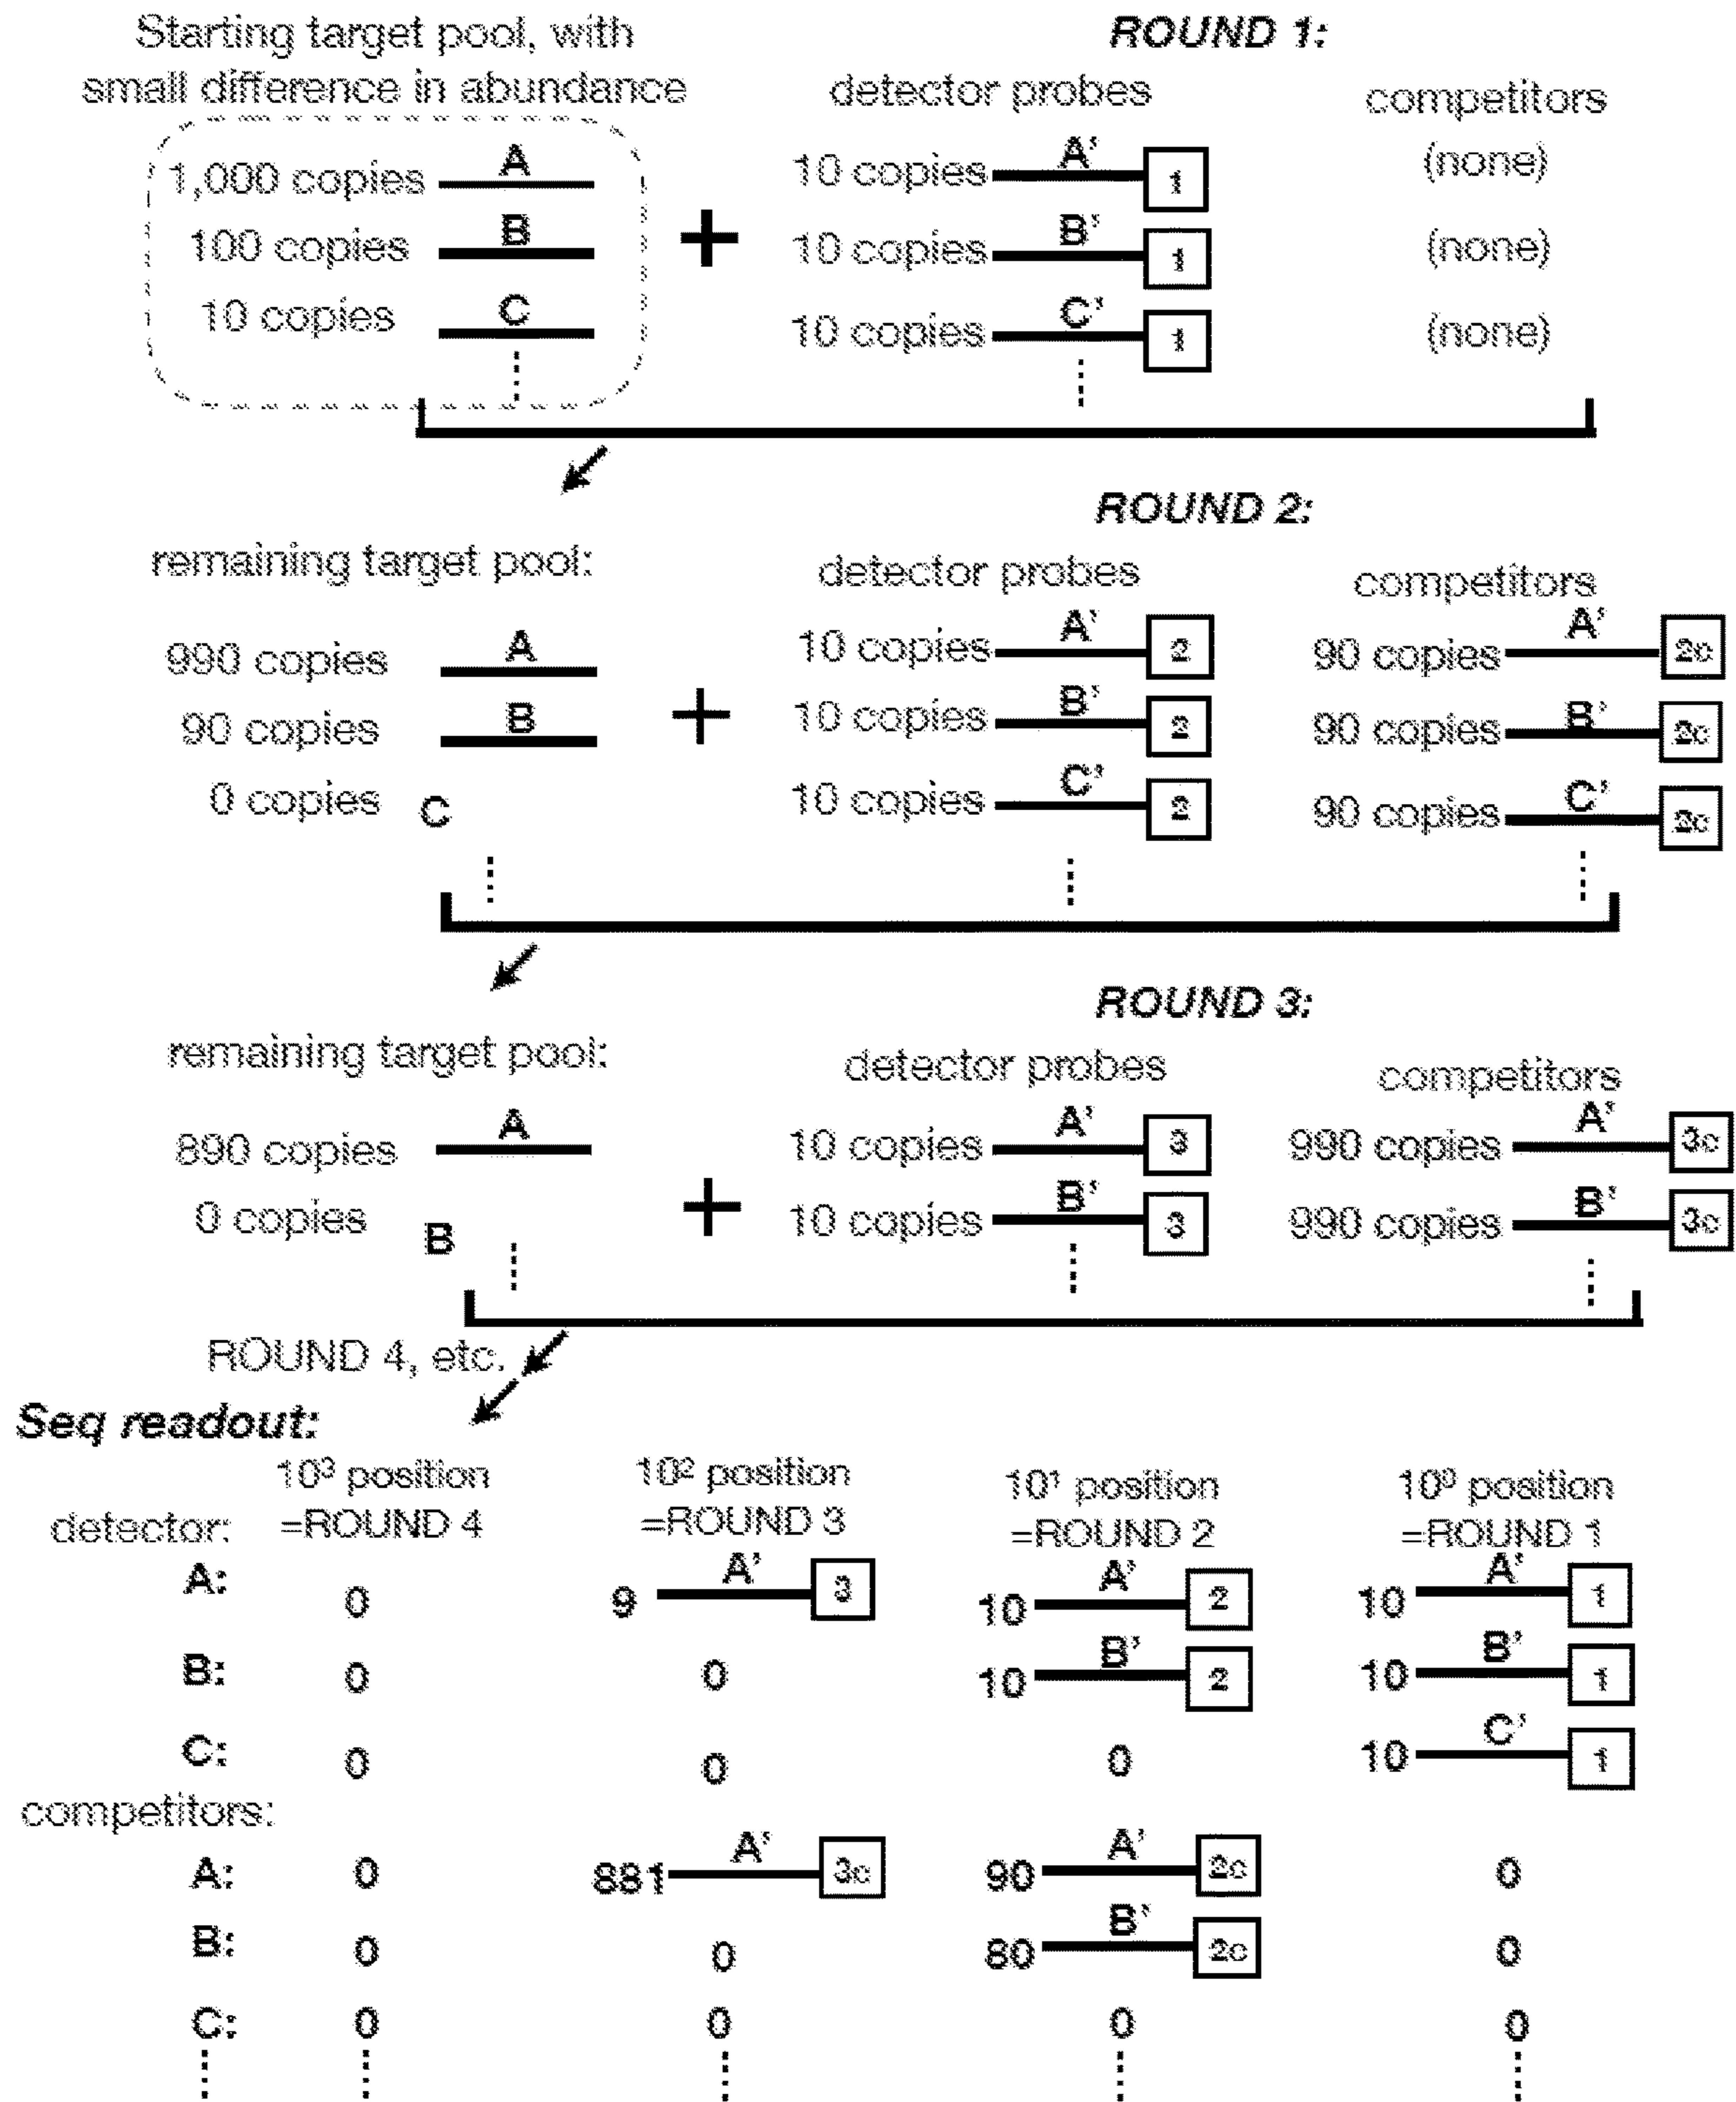 Starting target pool, with
small difference in abundance
1,000 copies A
100 copies B
10 copies C
ROUND 1:
detector probes
10 copies A' 1
10 copies B' 1
10 copies C' 1
competitors
(none)
(none)
(none)
+
ROUND 2:
remaining target pool:
990 copies A
90 copies B
0 copies C
+
detector probes
10 copies A' 2
10 copies B' 2
10 copies C' 2
competitors
90 copies A' 2c
90 copies B' 2c
90 copies C' 2c
ROUND 3:
remaining target pool:
890 copies A
0 copies B
+
detector probes
10 copies A' 3
10 copies B' 3
competitors
990 copies A' 3c
990 copies B' 3c
ROUND 4, etc.
Seq readout:
10³ position 10² position 10¹ position 10⁰ position
detector: =ROUND 4 =ROUND 3 =ROUND 2 =ROUND 1
A: 0 9 A' 3 10 A' 2 10 A' 1
B: 0 0 10 B' 2 10 B' 1
C: 0 0 0 10 C' 1
competitors:
A: 0 881 A' 3c 90 A' 2c 0
B: 0 0 80 B' 2c 0
C: 0 0 0 0